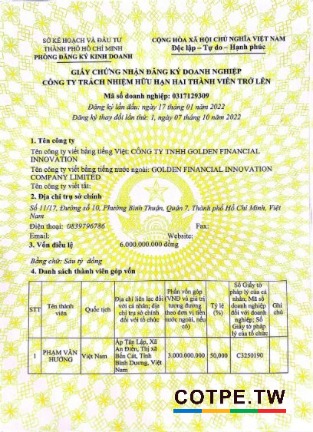 SỞ KẾ HOẠCH VÀ ĐẦU TƯ
THÀNH PHỐ HỒ CHÍ MINH
PHÒNG ĐĂNG KÝ KINH DOANH
CỘNG HÒA XÃ HỘI CHỦ NGHĨA VIỆT NAM
Độc lập - Tự do - Hạnh phúc
GIẤY CHỨNG NHẬN ĐĂNG KÝ DOANH NGHIỆP
CÔNG TY TRÁCH NHIỆM HỮU HẠN HAI THÀNH VIÊN TRỞ LÊN
Mã số doanh nghiệp: 0317129309
Đăng ký lần đầu: ngày 17 tháng 01 năm 2022
Đăng ký thay đổi lần thứ: 1, ngày 07 tháng 10 năm 2022
1. Tên công ty
Tên công ty viết bằng tiếng Việt: CÔNG TY TNHH GOLDEN FINANCIAL
INNOVATION
Tên công ty viết bằng tiếng nước ngoài: GOLDEN FINANCIAL INNOVATION
COMPANY LIMITED
Tên công ty viết tắt:
2. Địa chỉ trụ sở chính
Số 11/17, Đường số 10, Phường Bình Thuận, Quận 7, Thành phố Hồ Chí Minh, Việt
Nam
Điện thoại: 0839796786 Fax:
Email: Website:
3. Vốn điều lệ 6.000.000.000 đồng
Bằng chữ: Sáu tỷ đồng
4. Danh sách thành viên góp vốn
STT
Tên thành
viên
Quốc tịch
Địa chỉ liên lạc đối
với cá nhân; địa
chỉ trụ sở chính
đối với tổ chức
Phần vốn góp
(VNĐ và giá trị
tương đương
theo đơn vị tiền
nước ngoài, nếu
có)
Tỷ lệ
(%)
Số Giấy tờ
pháp lý của cá
nhân; Mã số
doanh nghiệp
đối với doanh
nghiệp; Số
Giấy tờ pháp
lý của tổ chức
Ghi
chú
1
PHẠM VĂN
HƯỞNG
Việt Nam
Ấp Tân Lập, Xã
An Điền, Thị xã
Bến Cát, Tỉnh
Bình Dương, Việt
Nam
3.000.000.000
50,000
C3250190
COTPE.TW